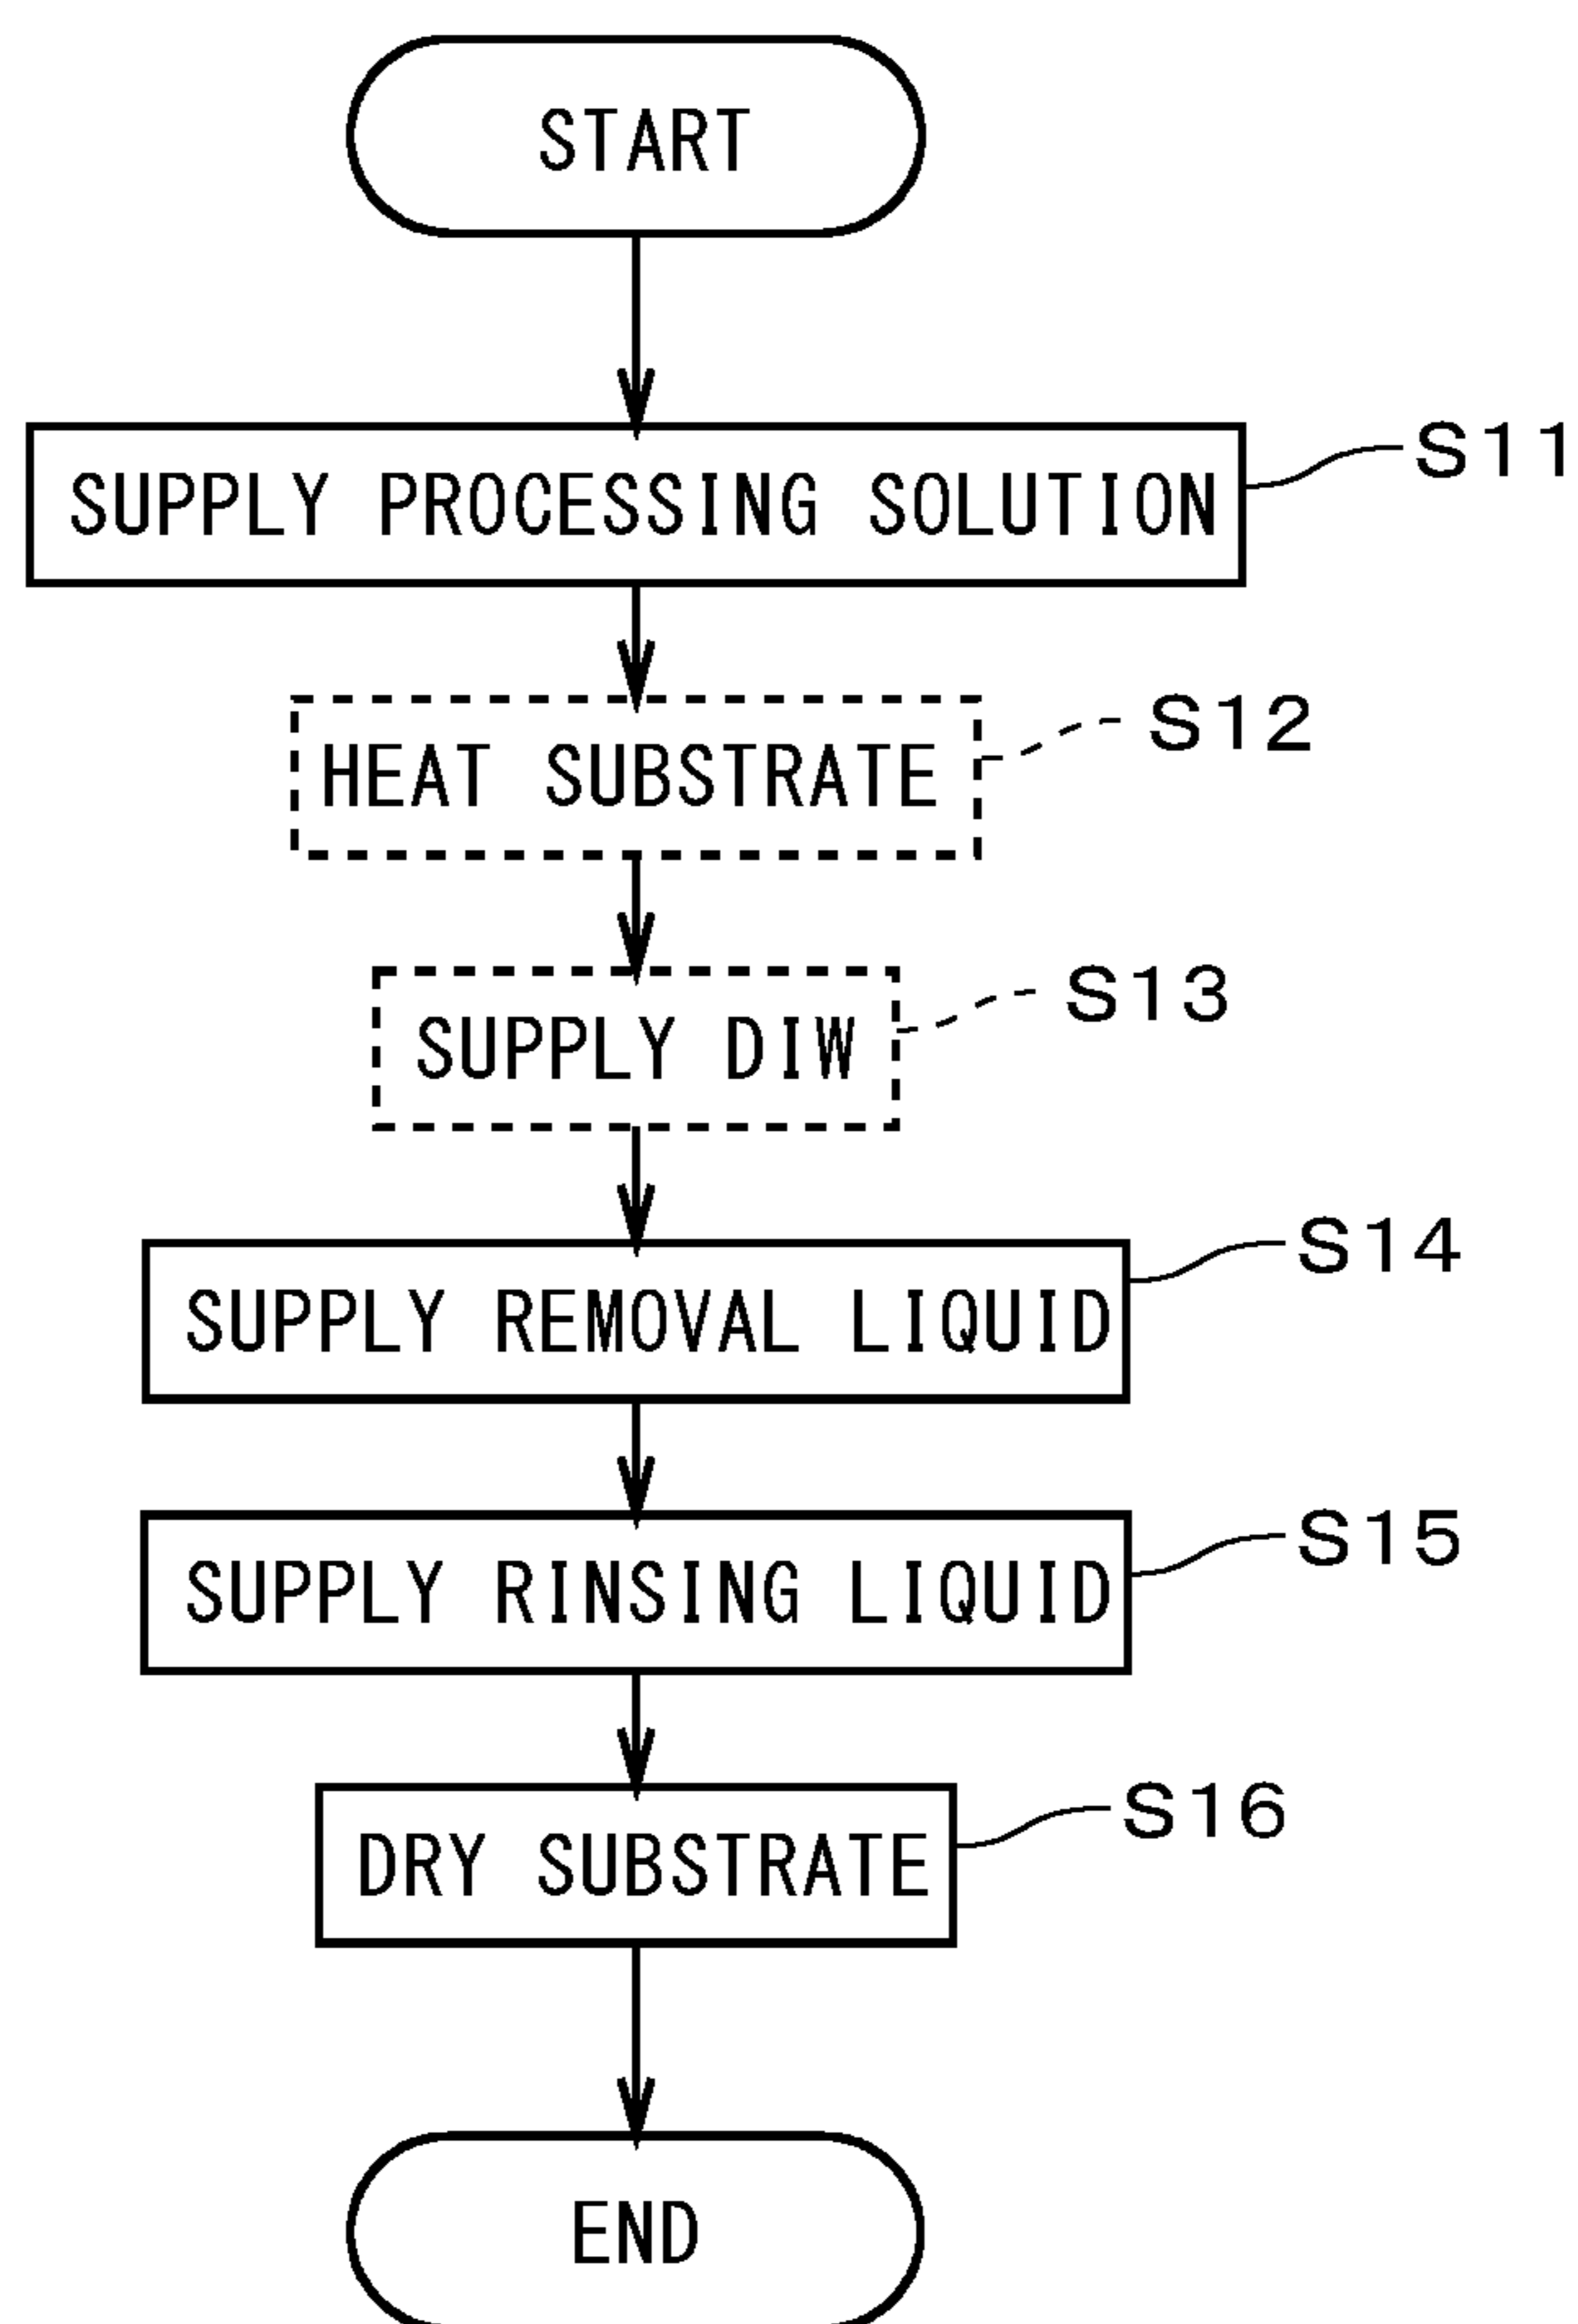 START
SUPPLY PROCESSING SOLUTION S11
HEAT SUBSTRATE S12
SUPPLY DIW S13
SUPPLY REMOVAL LIQUID S14
SUPPLY RINSING LIQUID S15
DRY SUBSTRATE S16
END